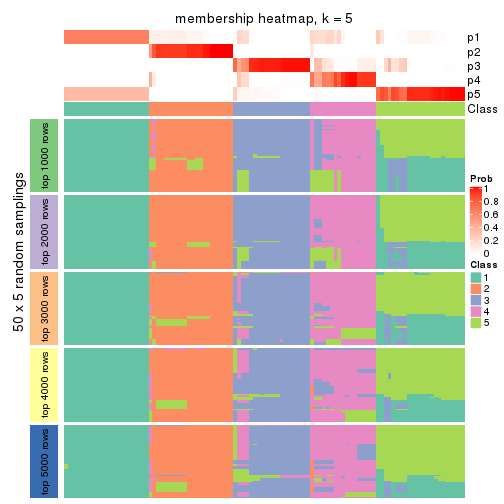 membership heatmap, k = 5
p1
p2
p3
p4
p5
Class
50 x 5 random samplings
top 1000 rows
top 2000 rows
top 3000 rows
top 4000 rows
top 5000 rows
Prob
1
0.8
0.6
0.4
0.2
0
Class
1
2
3
4
5